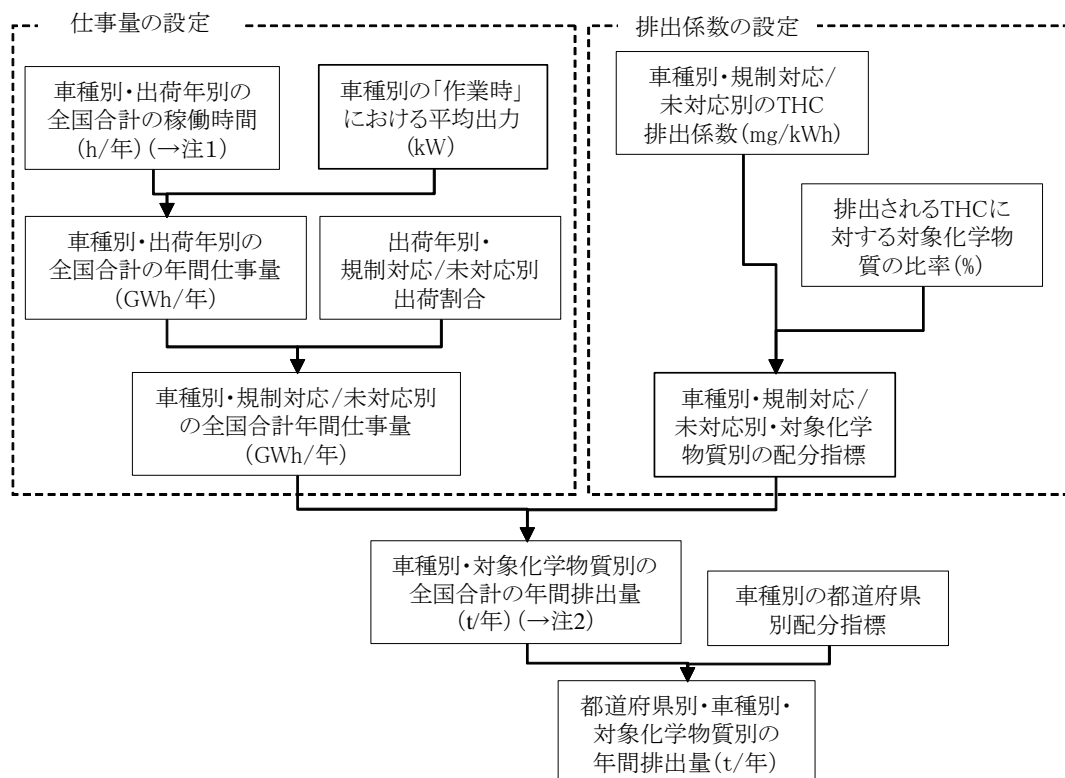 仕事量の設定
車種別・出荷年別の
全国合計の稼働時間
(h/年)(→注1)
車種別の「作業時」
における平均出力
(kW)
車種別・出荷年別の
全国合計の年間仕事量
(GWh/年)
出荷年別・
規制対応/未対応別
出荷割合
車種別・規制対応/未対応別
の全国合計年間仕事量
(GWh/年)
排出係数の設定
車種別・規制対応/
未対応別のTHC
排出係数(mg/kWh)
排出されるTHCに
対する対象化学物
質の比率(%)
車種別・規制対応/
未対応別・対象化学
物質別の配分指標
車種別・対象化学物質別の
全国合計の年間排出量
(t/年)(→注2)
車種別の都道府県
別配分指標
都道府県別・車種別・
対象化学物質別の
年間排出量(t/年)